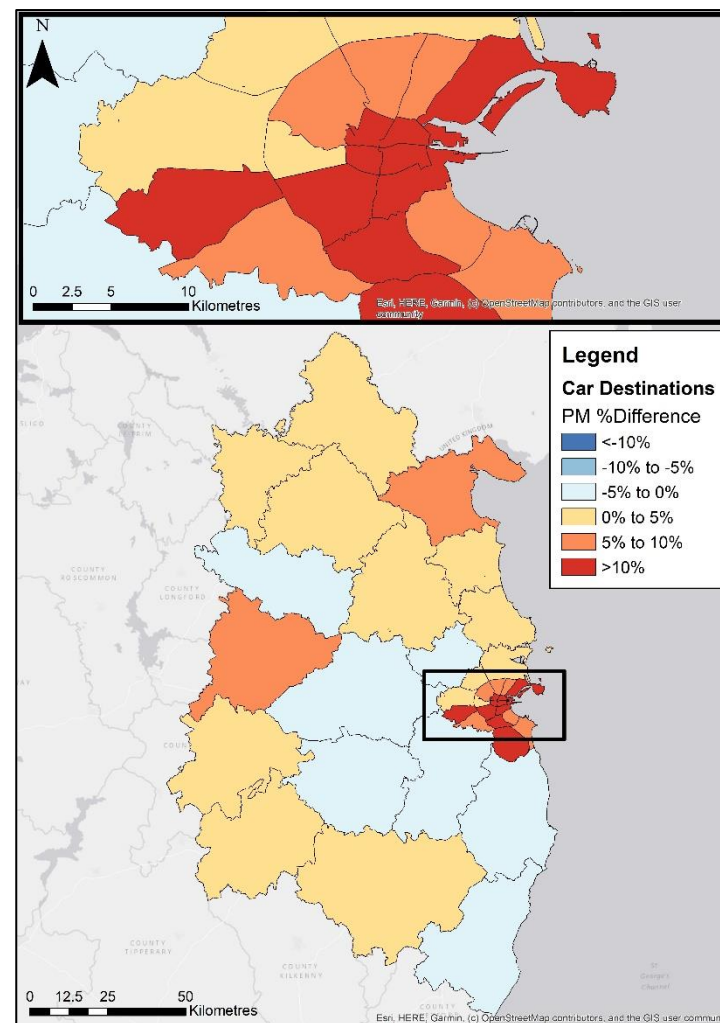 N
0 2.5 5 10
Kilometres
Esri, HERE, Garmin, (c) OpenStreetMap contributors, and the GIS user
community
Legend
Car Destinations
PM %Difference
<-10%
-10% to -5%
-5% to 0%
0% to 5%
5% to 10%
>10%
UNITED KINGDOM
COUNTY
ROSCOMMON
COUNTY
LONGFORD
COUNTY
TIPPERARY
COUNTY
KILKENNY
St
George's
Channel
0 12.5 25 50
Kilometres
Esri, HERE, Garmin, (c) OpenStreetMap contributors, and the GIS user commun